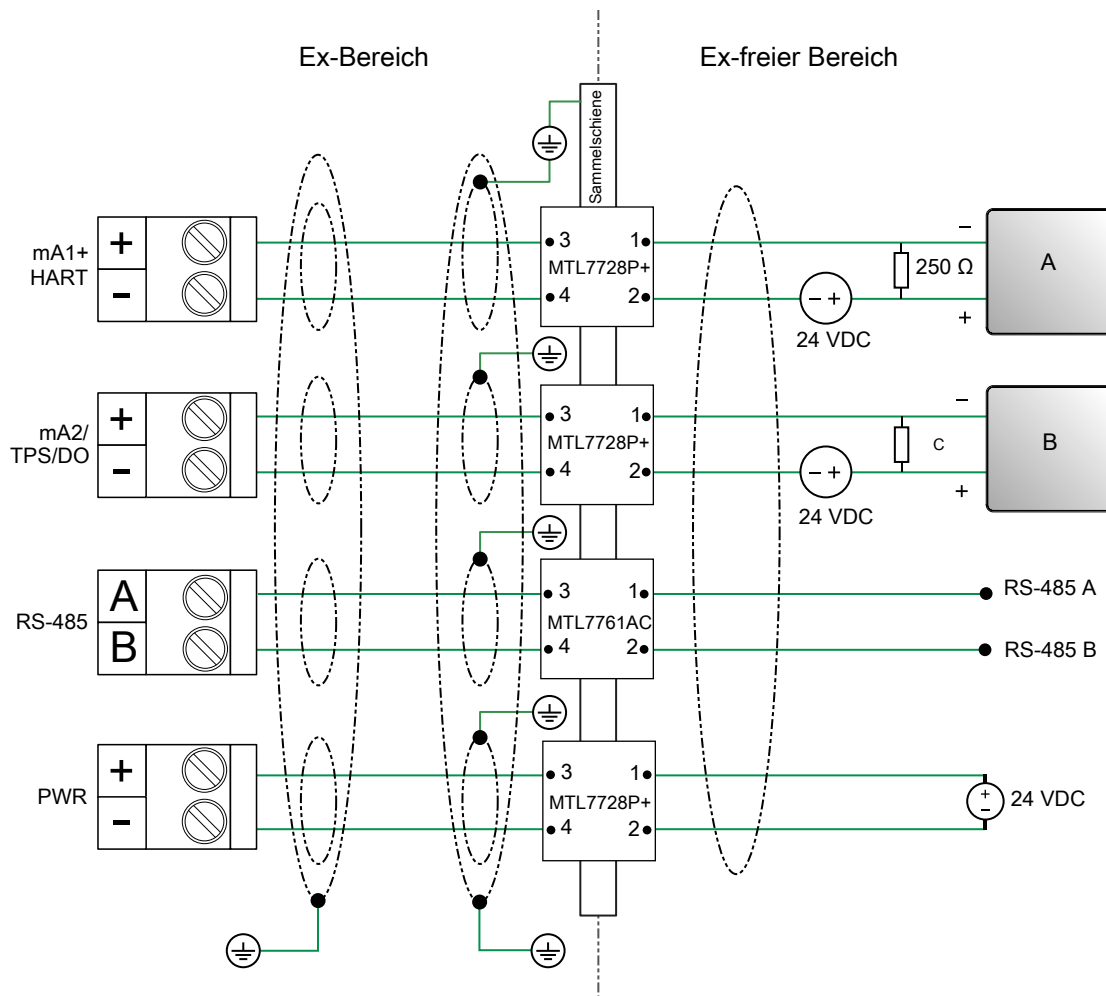 Ex-Bereich
Ex-freier Bereich
Sammelschiene
mA1+
HART
+
-
3
4
MTL7728P+
1
2
250 Ω
- +
24 VDC
−
+
A
mA2/
TPS/DO
+
-
3
4
MTL7728P+
1
2
C
- +
24 VDC
−
+
B
RS-485
A
B
3
4
MTL7761AC
1
2
RS-485 A
RS-485 B
PWR
+
-
3
4
MTL7728P+
1
2
+
-
24 VDC